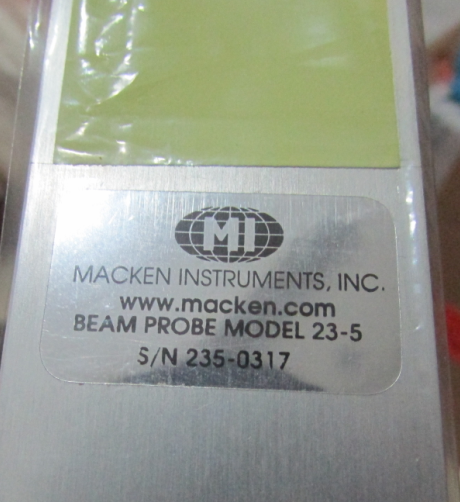 MI
MACKEN INSTRUMENTS, INC.
www.macken.com
BEAM PROBE MODEL 23-5
S/N 235-0317